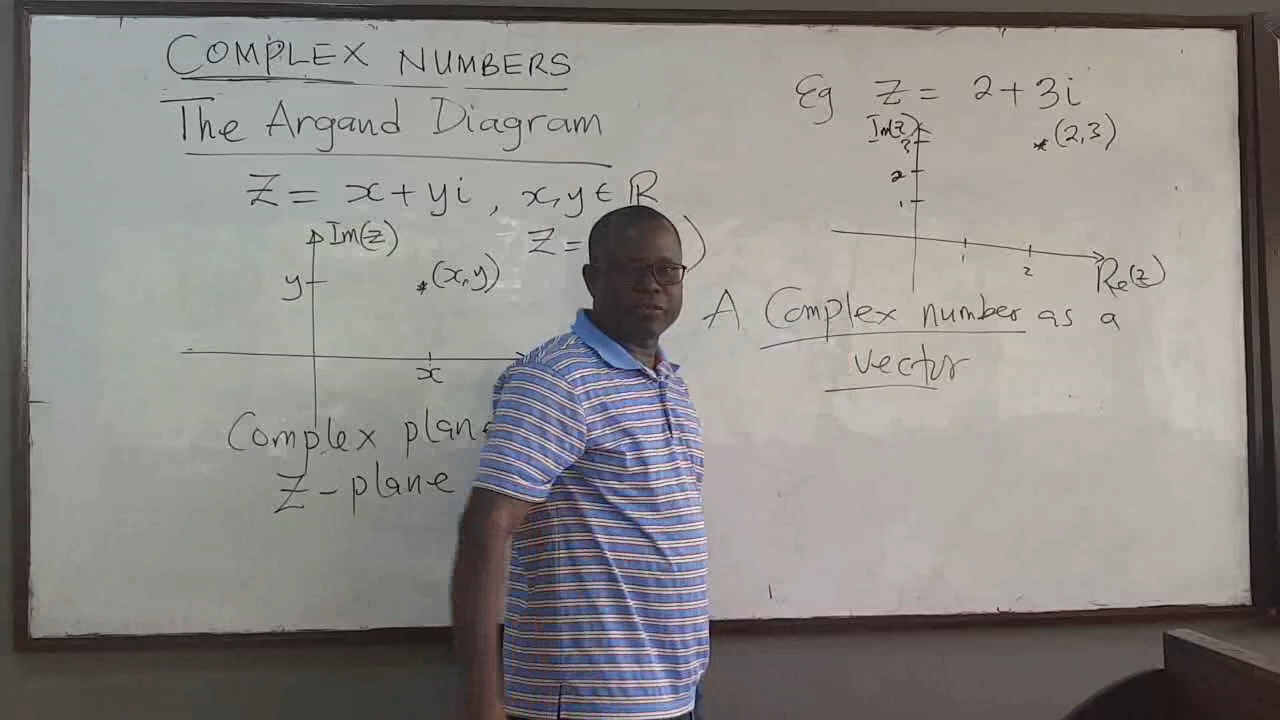 COMPLEX NUMBERS
The Argand Diagram
Z = x + yi , x, y ∈ ℝ
Z = )
Im(z)
y
(x, y)
x
Complex plane
Z - plane
Eg z = 2 + 3i
Im(z)
3
(2,3)
2
1
1
2
Re(z)
A Complex number as a
vector